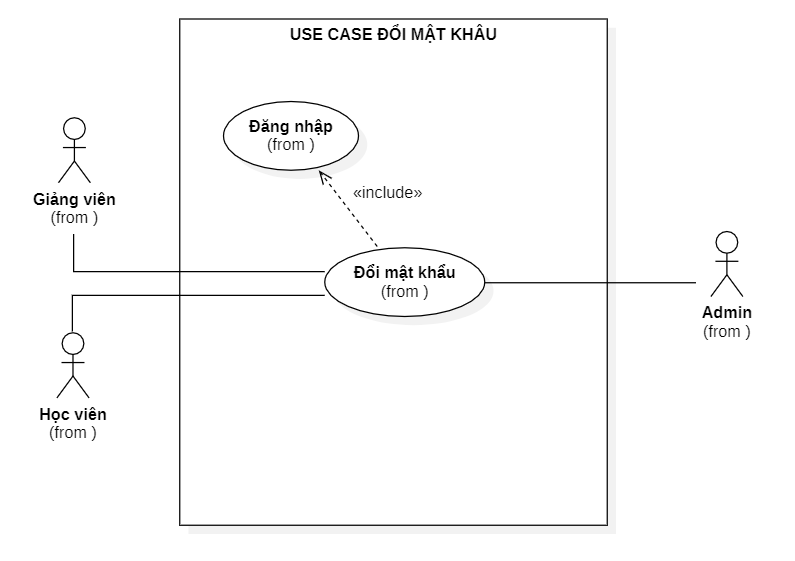 USE CASE ĐỔI MẬT KHÂU
Đăng nhập
(from )
«include»
Giảng viên
(from )
Đổi mật khẩu
(from )
Admin
(from )
Học viên
(from )